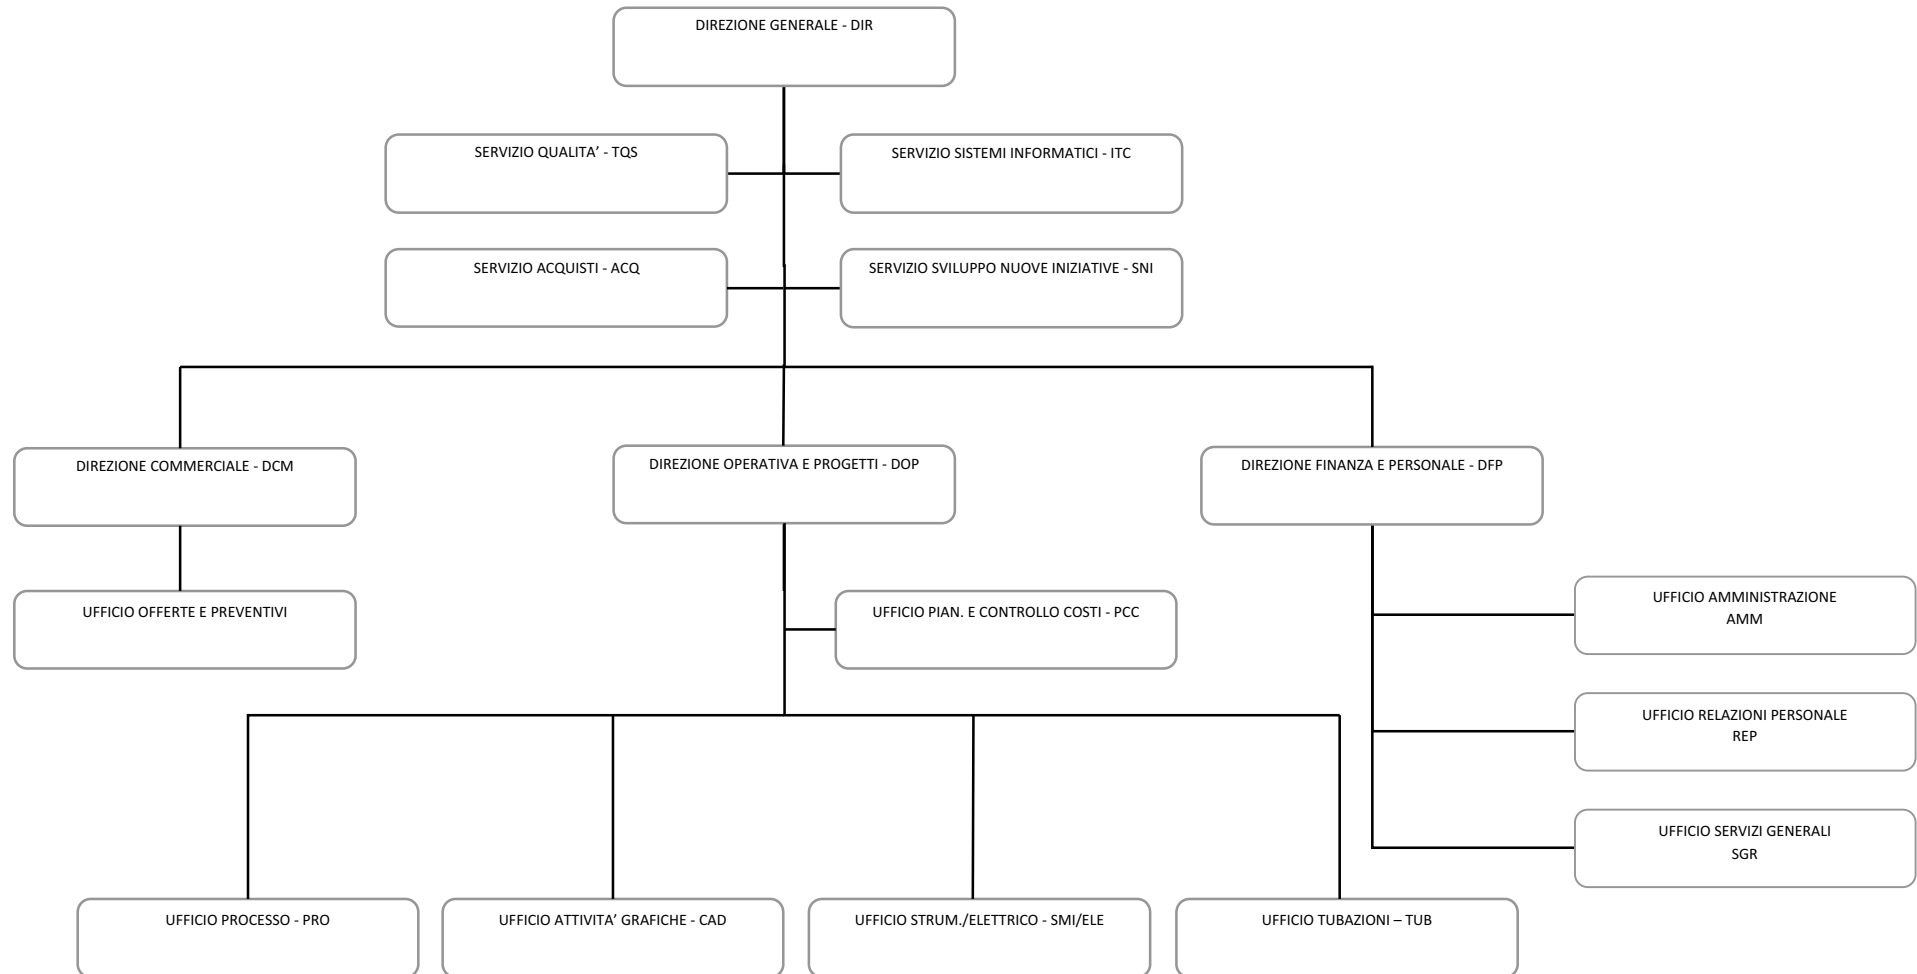 DIREZIONE GENERALE - DIR
SERVIZIO QUALITA’ - TQS
SERVIZIO SISTEMI INFORMATICI - ITC
SERVIZIO ACQUISTI - ACQ
SERVIZIO SVILUPPO NUOVE INIZIATIVE - SNI
DIREZIONE COMMERCIALE - DCM
DIREZIONE OPERATIVA E PROGETTI - DOP
DIREZIONE FINANZA E PERSONALE - DFP
UFFICIO OFFERTE E PREVENTIVI
UFFICIO PIAN. E CONTROLLO COSTI - PCC
UFFICIO AMMINISTRAZIONE
AMM
UFFICIO RELAZIONI PERSONALE
REP
UFFICIO SERVIZI GENERALI
SGR
UFFICIO PROCESSO - PRO
UFFICIO ATTIVITA’ GRAFICHE - CAD
UFFICIO STRUM./ELETTRICO - SMI/ELE
UFFICIO TUBAZIONI – TUB